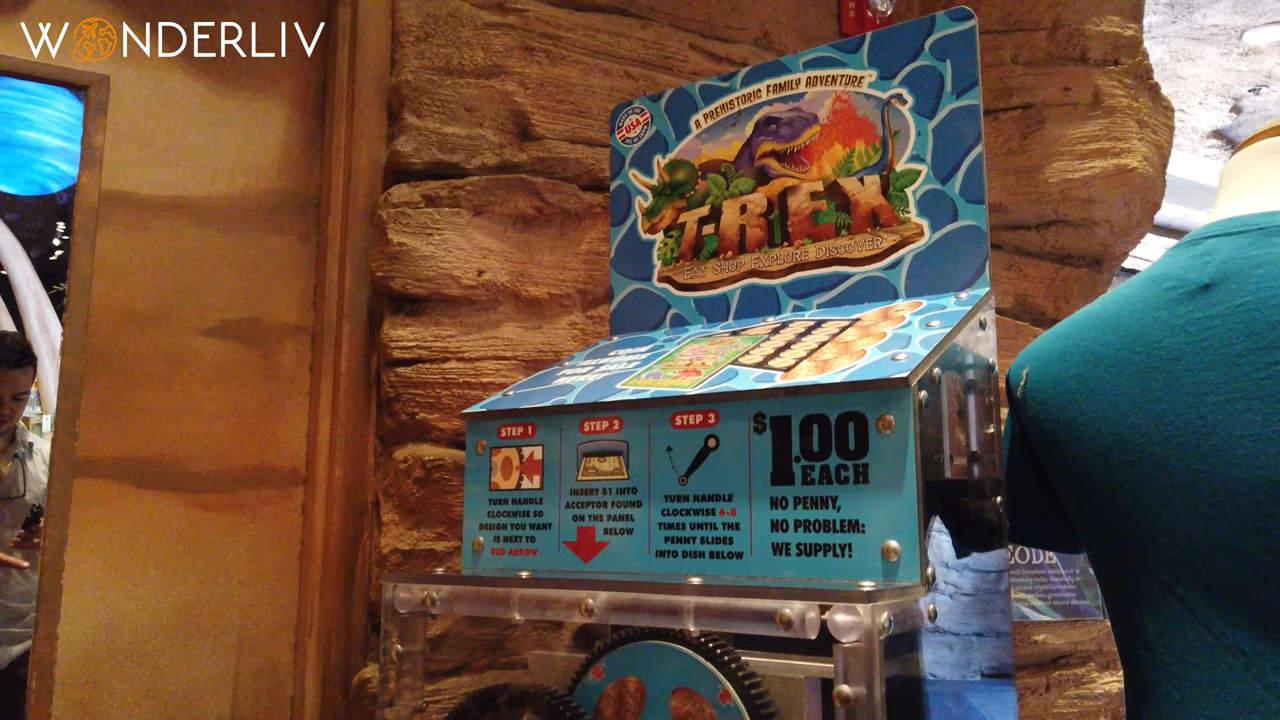 WONDERLIV
A PREHISTORIC FAMILY ADVENTURE™
USA
T-REX
EAT SHOP EXPLORE DISCOVER
STEP 1
TURN HANDLE
CLOCKWISE SO
DESIGN YOU WANT
IS NEXT TO
RED ARROW
STEP 2
INSERT $1 INTO
ACCEPTOR FOUND
ON THE PANEL
BELOW
STEP 3
TURN HANDLE
CLOCKWISE 6-8
TIMES UNTIL THE
PENNY SLIDES
INTO DISH BELOW
$1.00
EACH
NO PENNY,
NO PROBLEM:
WE SUPPLY!